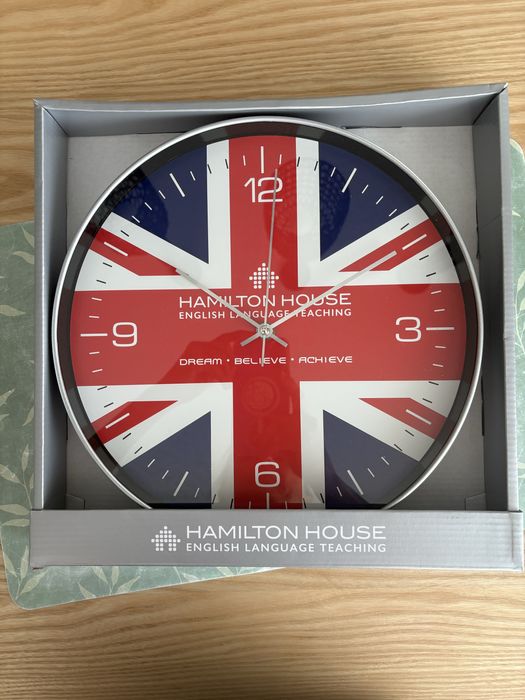 12
HAMILTON HOUSE
ENGLISH LANGUAGE TEACHING
9
3
DREAM • BELIEVE • ACHIEVE
6
HAMILTON HOUSE
ENGLISH LANGUAGE TEACHING